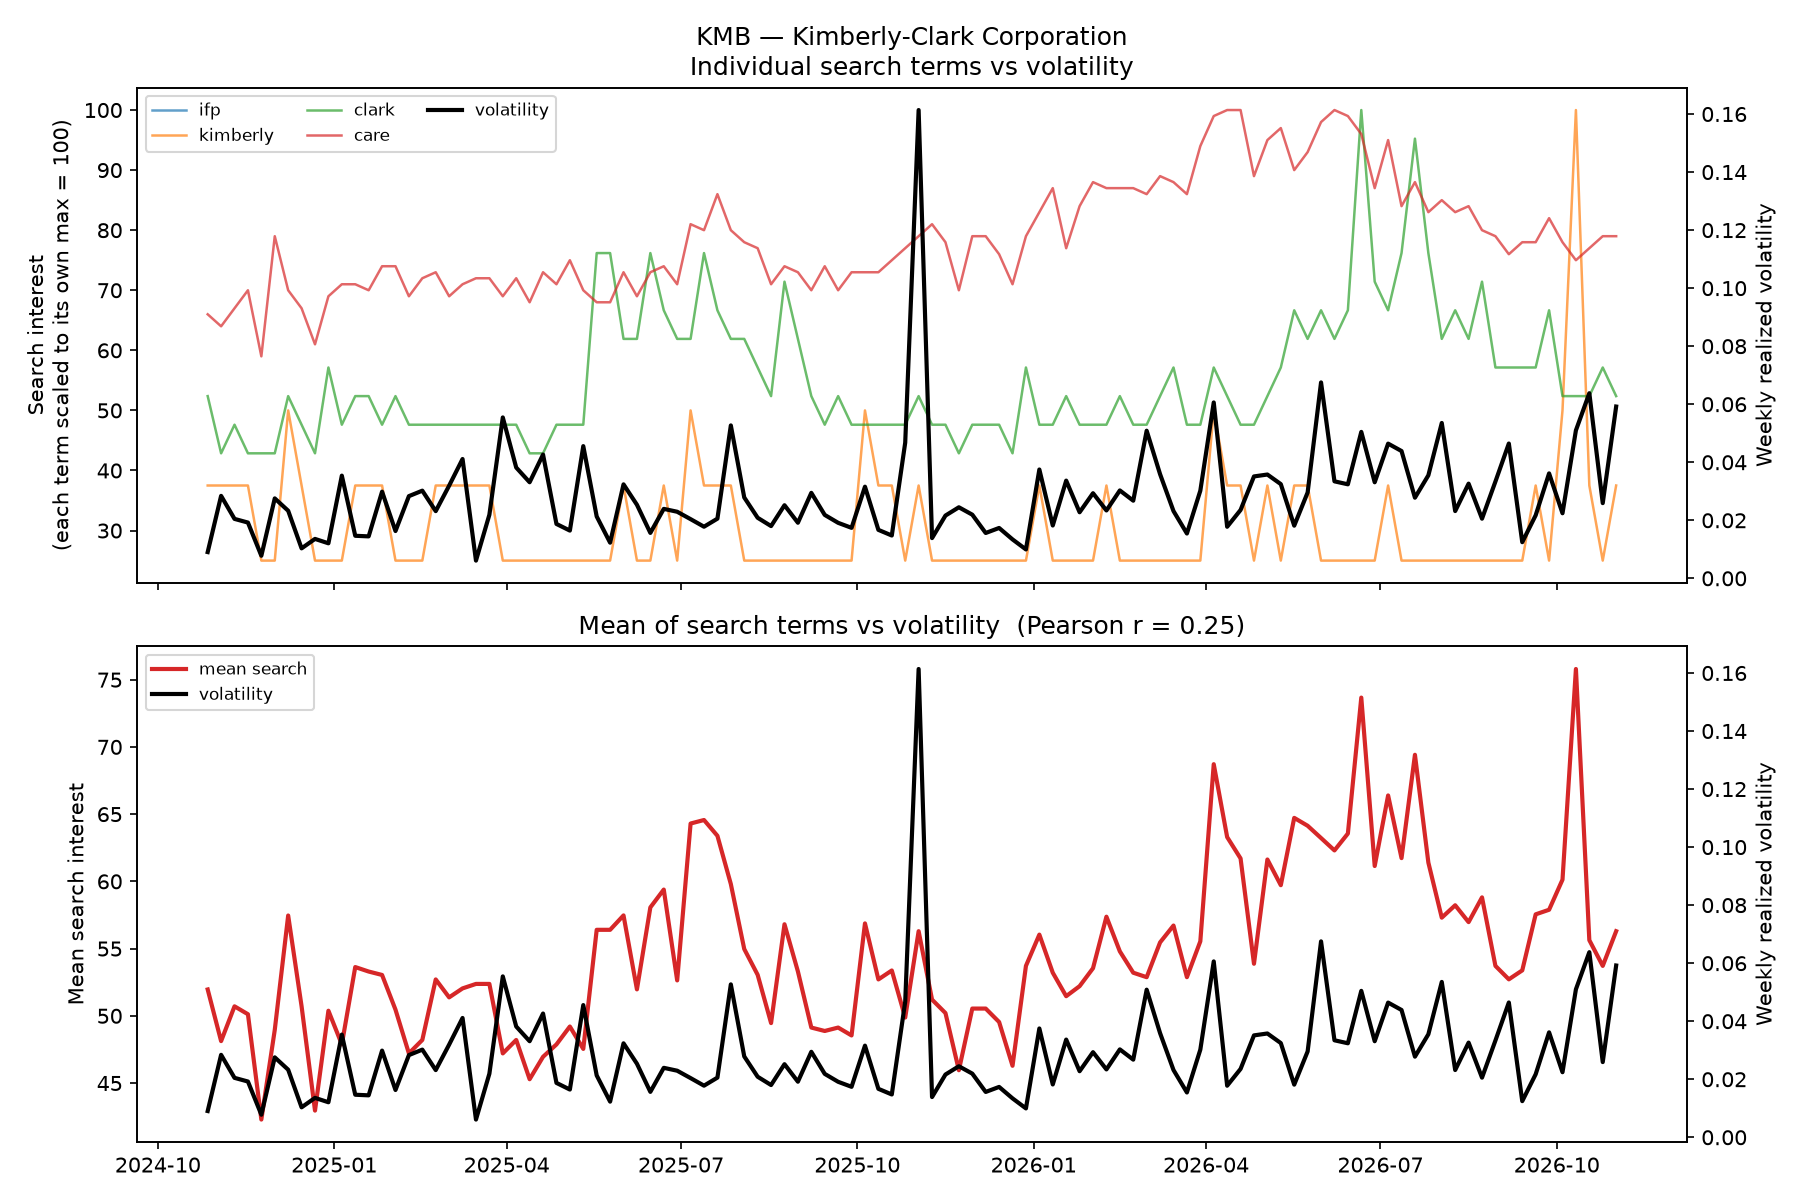 KMB — Kimberly-Clark Corporation
Individual search terms vs volatility
ifp
kimberly
clark
care
volatility
Search interest
(each term scaled to its own max = 100)
100
90
80
70
60
50
40
30
0.16
0.14
0.12
0.10
0.08
0.06
0.04
0.02
0.00
Weekly realized volatility
Mean of search terms vs volatility  (Pearson r = 0.25)
mean search
volatility
Mean search interest
75
70
65
60
55
50
45
0.16
0.14
0.12
0.10
0.08
0.06
0.04
0.02
0.00
Weekly realized volatility
2024-10
2025-01
2025-04
2025-07
2025-10
2026-01
2026-04
2026-07
2026-10